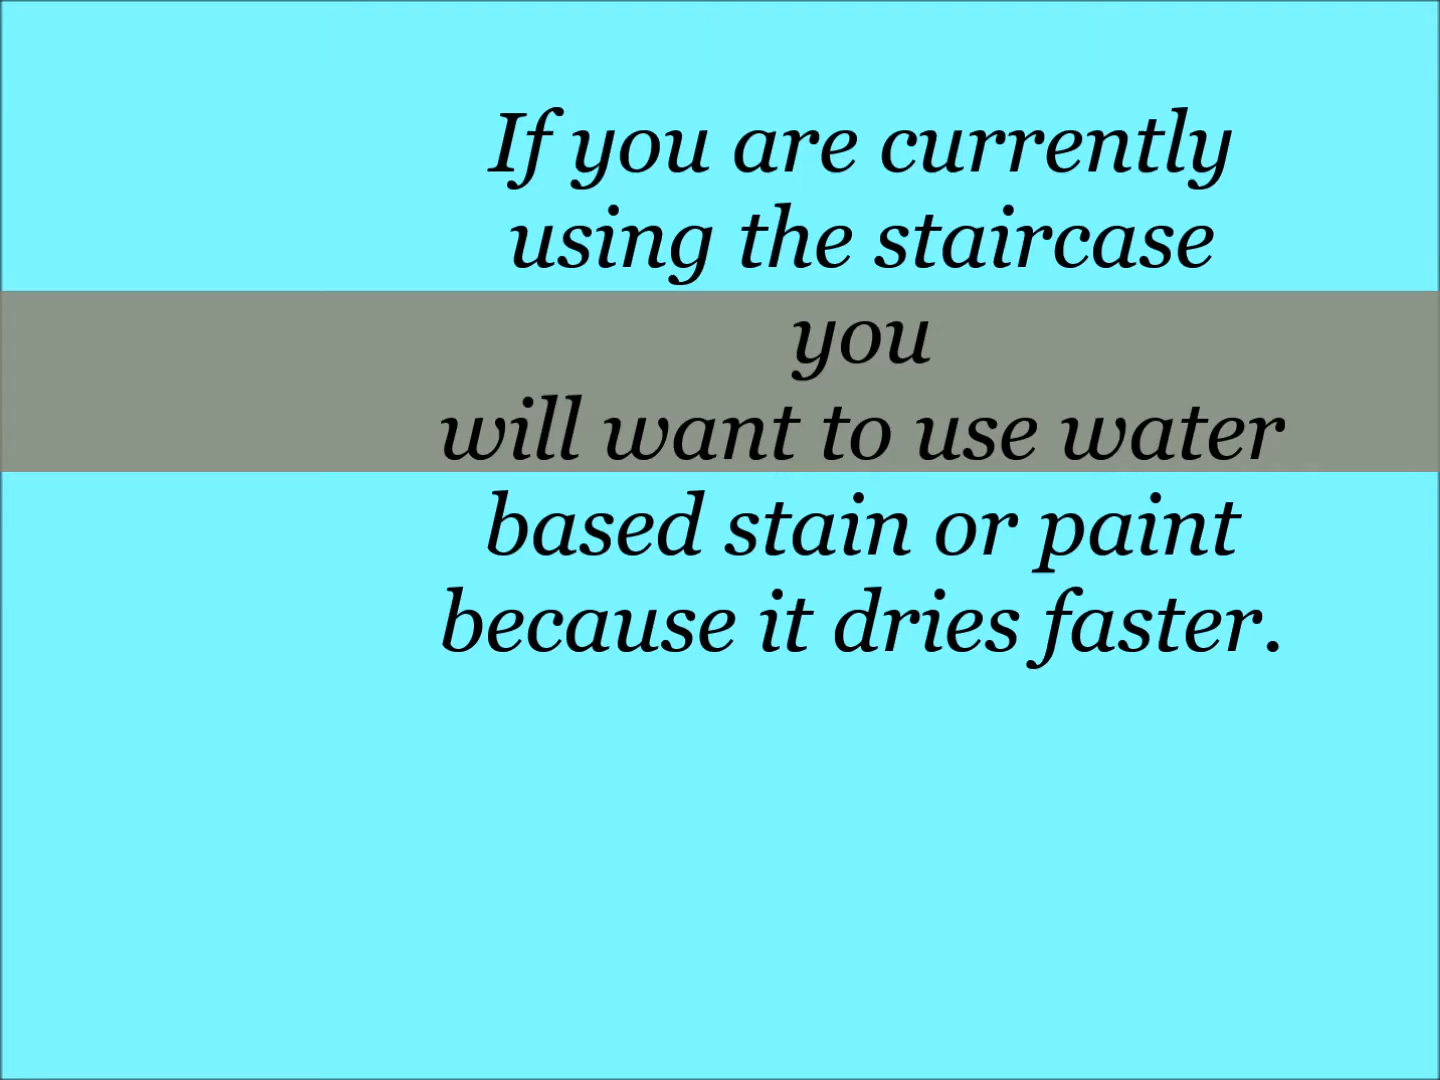 If you are currently
using the staircase
you
will want to use water
based stain or paint
because it dries faster.